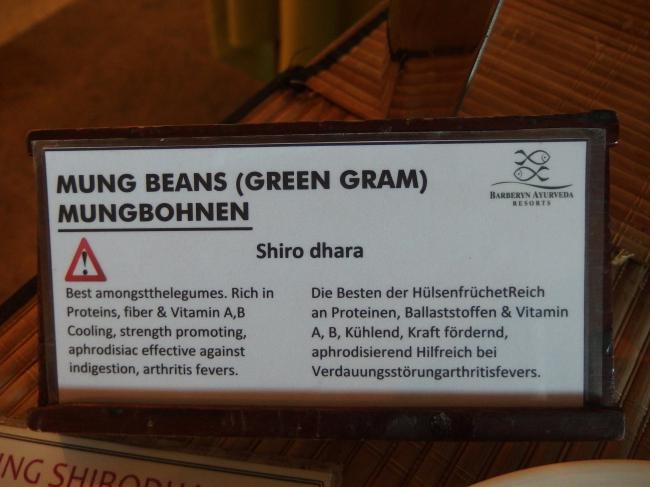 MUNG BEANS (GREEN GRAM)
MUNGBOHNEN
BARBERYN AYURVEDA
RESORTS
Shiro dhara
Best amongstthelegumes. Rich in
Proteins, fiber & Vitamin A,B
Cooling, strength promoting,
aphrodisiac effective against
indigestion, arthritis fevers.
Die Besten der HülsenfrüchetReich
an Proteinen, Ballaststoffen & Vitamin
A, B, Kühlend, Kraft fördernd,
aphrodisierend Hilfreich bei
Verdauungsstörungarthritisfevers.